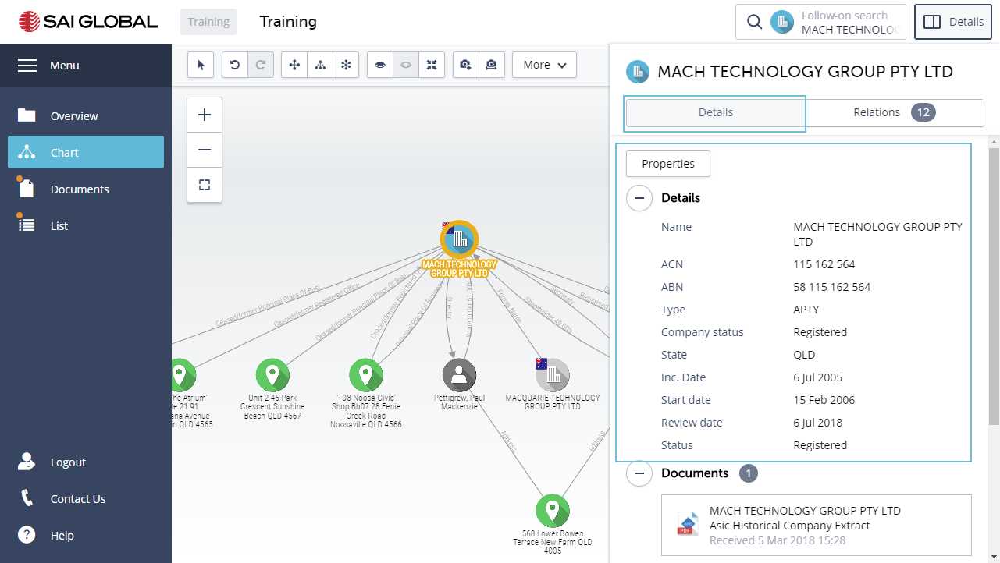 SAI GLOBAL
Training
Training
Follow-on search
MACH TECHNOLOG
Details
Menu
Overview
Chart
Documents
List
Logout
Contact Us
Help
More
MACH TECHNOLOGY
GROUP PTY LTD
Ceased/former Principal Place Of Busi
Ceased/former Registered Office
Ceased/former Principal Place Of Busi
Ceased/former Registered Off
Principal Place Of Business
Director
Shareholder 51.00%
Former Name
Shareholder 49.00%
Secretary
Registered
The Atrium'
te 21 91
ana Avenue
in QLD 4565
Unit 2 46 Park
Crescent Sunshine
Beach QLD 4567
'- 08 Noosa Civic'
Shop Bb07 28 Eenie
Creek Road
Noosaville QLD 4566
Pettigrew, Paul
Mackenzie
MACQUARIE TECHNOLOGY
GROUP PTY LTD
Address
Address
568 Lower Bowen
Terrace New Farm QLD
4005
MACH TECHNOLOGY GROUP PTY LTD
Details
Relations 12
Properties
Details
Name MACH TECHNOLOGY GROUP PTY
LTD
ACN 115 162 564
ABN 58 115 162 564
Type APTY
Company status Registered
State QLD
Inc. Date 6 Jul 2005
Start date 15 Feb 2006
Review date 6 Jul 2018
Status Registered
Documents 1
PDF
MACH TECHNOLOGY GROUP PTY LTD
Asic Historical Company Extract
Received 5 Mar 2018 15:28